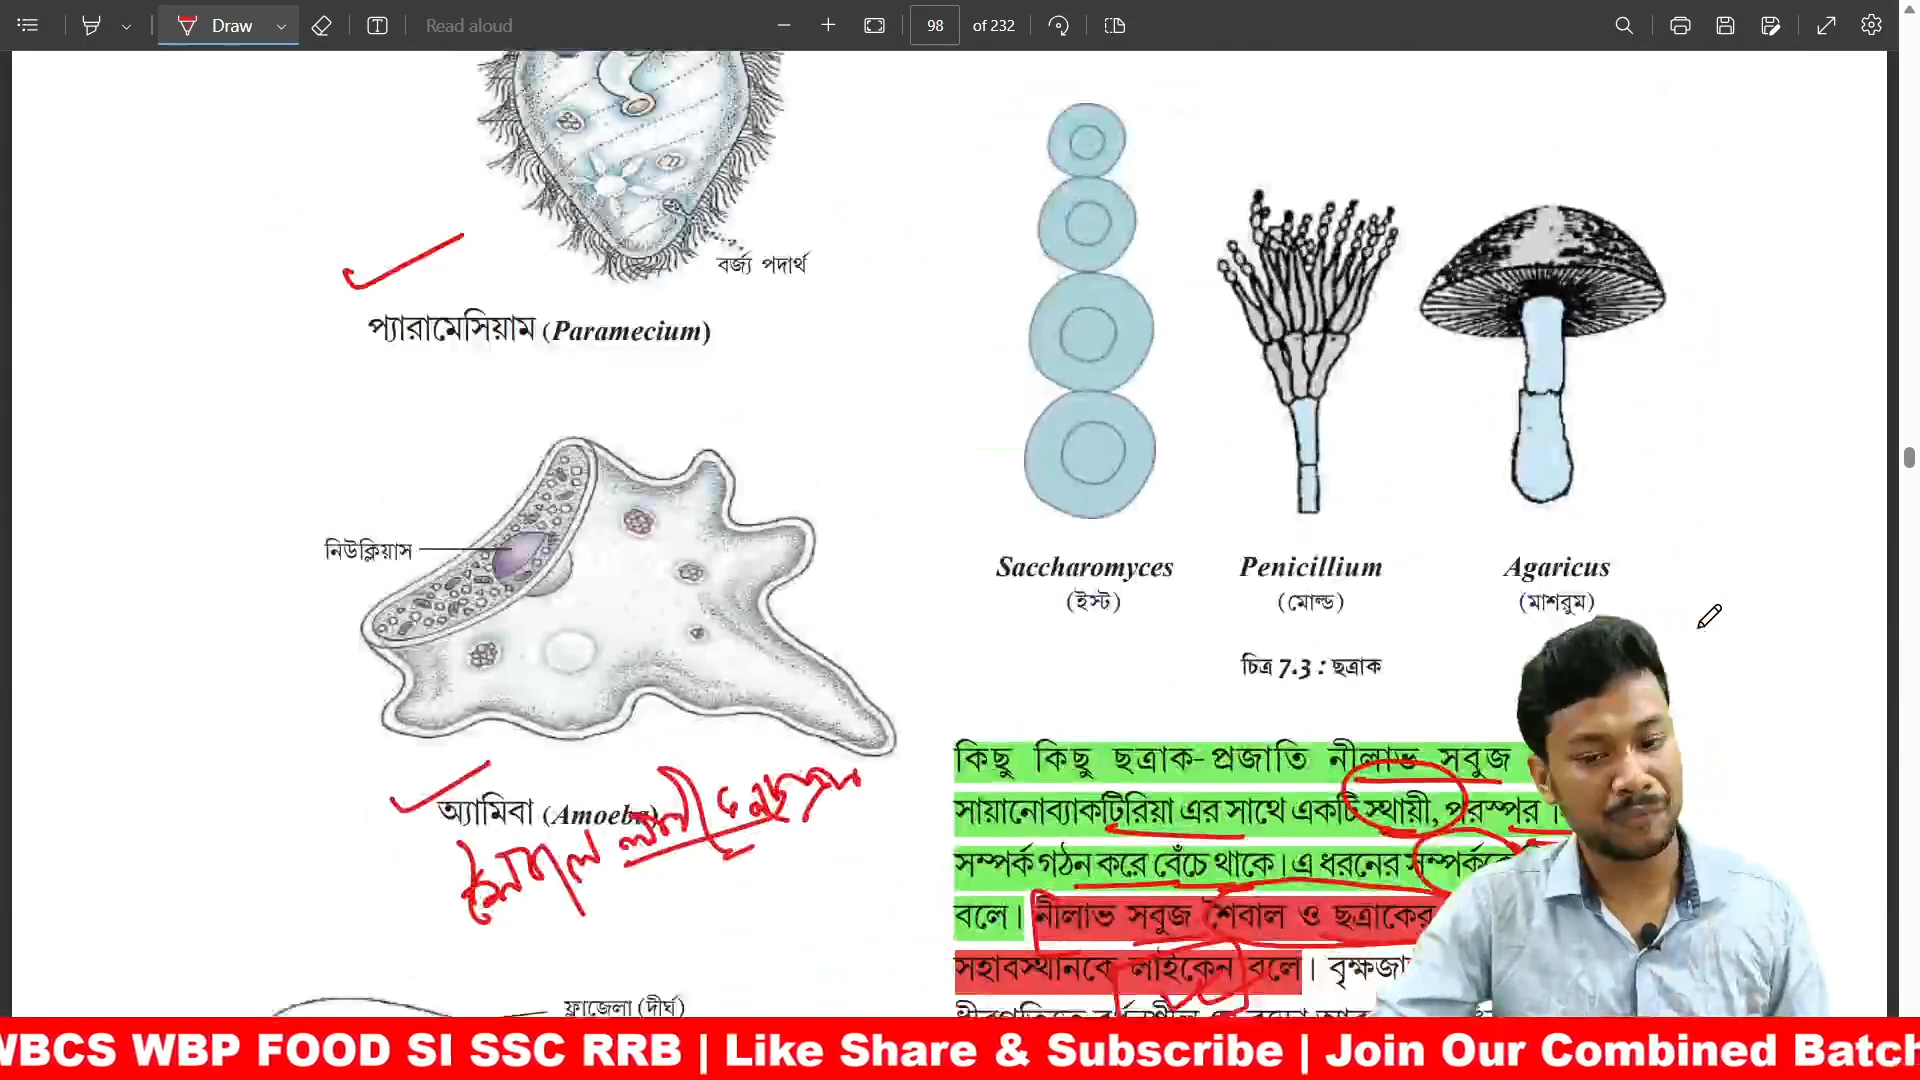 Draw
Read aloud
98 of 232
বর্জ্য পদার্থ
প্যারামেসিয়াম (Paramecium)
নিউক্লিয়াস
অ্যামিবা (Amoeba)
ফ্লাজেলা (দীর্ঘ)
Saccharomyces Penicillium Agaricus
(ইস্ট) (মোল্ড) (মাশরুম)
চিত্র 7.3 : ছত্রাক
কিছু কিছু ছত্রাক-প্রজাতি নীলাভ সবুজ
সায়ানোব্যাকটিরিয়া এর সাথে একটি স্থায়ী, পরস্পর
সম্পর্ক গঠন করে বেঁচে থাকে। এ ধরনের সম্পর্ককে
বলে। নীলাভ সবুজ শৈবাল ও ছত্রাকের
সহাবস্থানকে লাইকেন বলে।
WBCS WBP FOOD SI SSC RRB | Like Share & Subscribe | Join Our Combined Batch